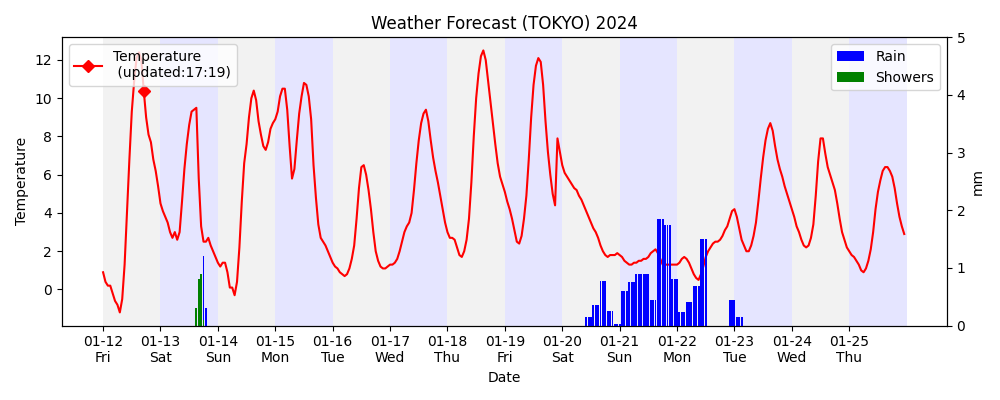 Weather Forecast (TOKYO) 2024
Temperature
(updated:17:19)
Rain
Showers
Temperature
12
10
8
6
4
2
0
5
4
3
2
1
0
mm
01-12 01-13 01-14 01-15 01-16 01-17 01-18 01-19 01-20 01-21 01-22 01-23 01-24 01-25
Fri Sat Sun Mon Tue Wed Thu Fri Sat Sun Mon Tue Wed Thu
Date